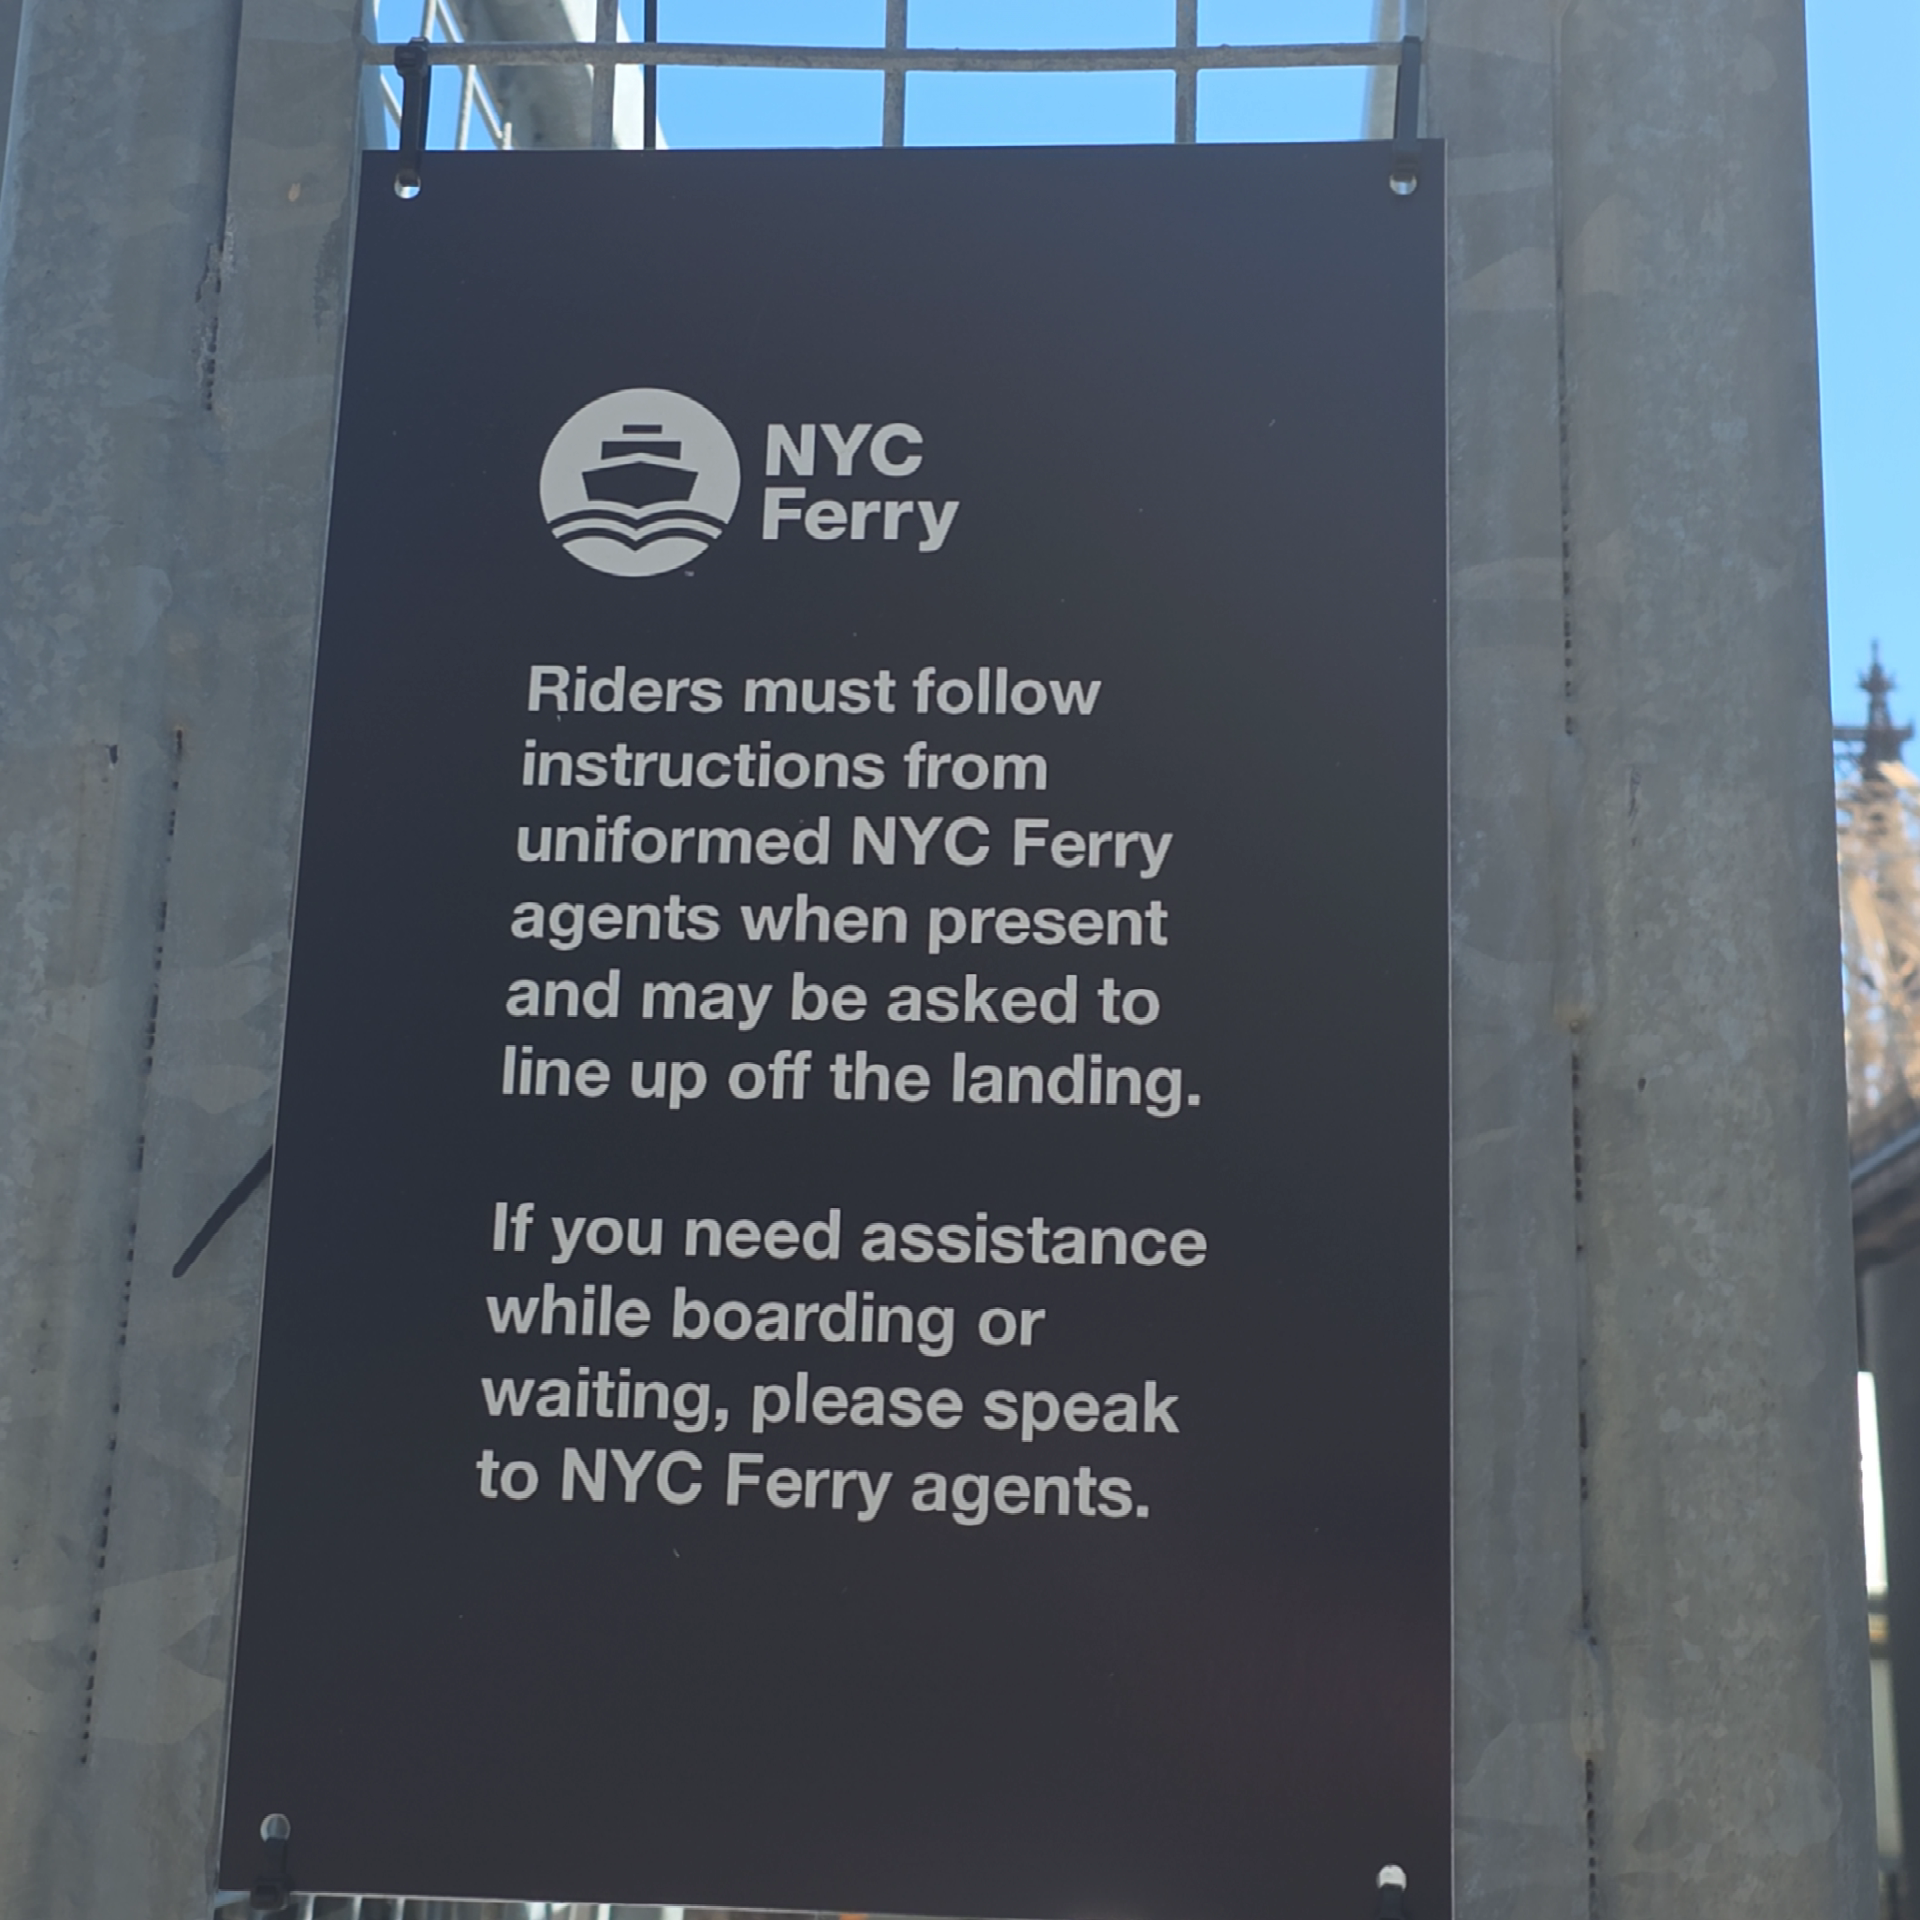 NYC
Ferry
Riders must follow
instructions from
uniformed NYC Ferry
agents when present
and may be asked to
line up off the landing.
If you need assistance
while boarding or
waiting, please speak
to NYC Ferry agents.